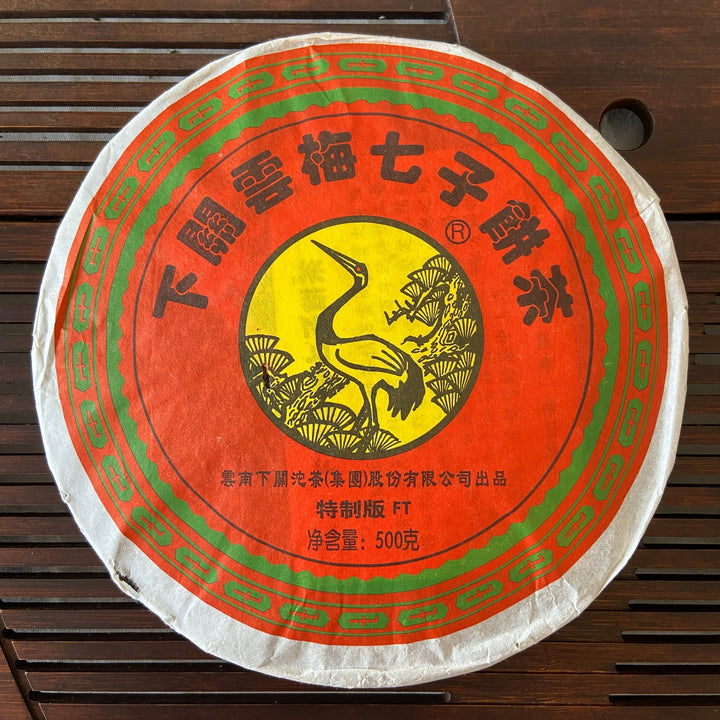 下關雲梅七子餅茶
®
雲南下關沱茶(集團)股份有限公司出品
特制版 FT
净含量：500克